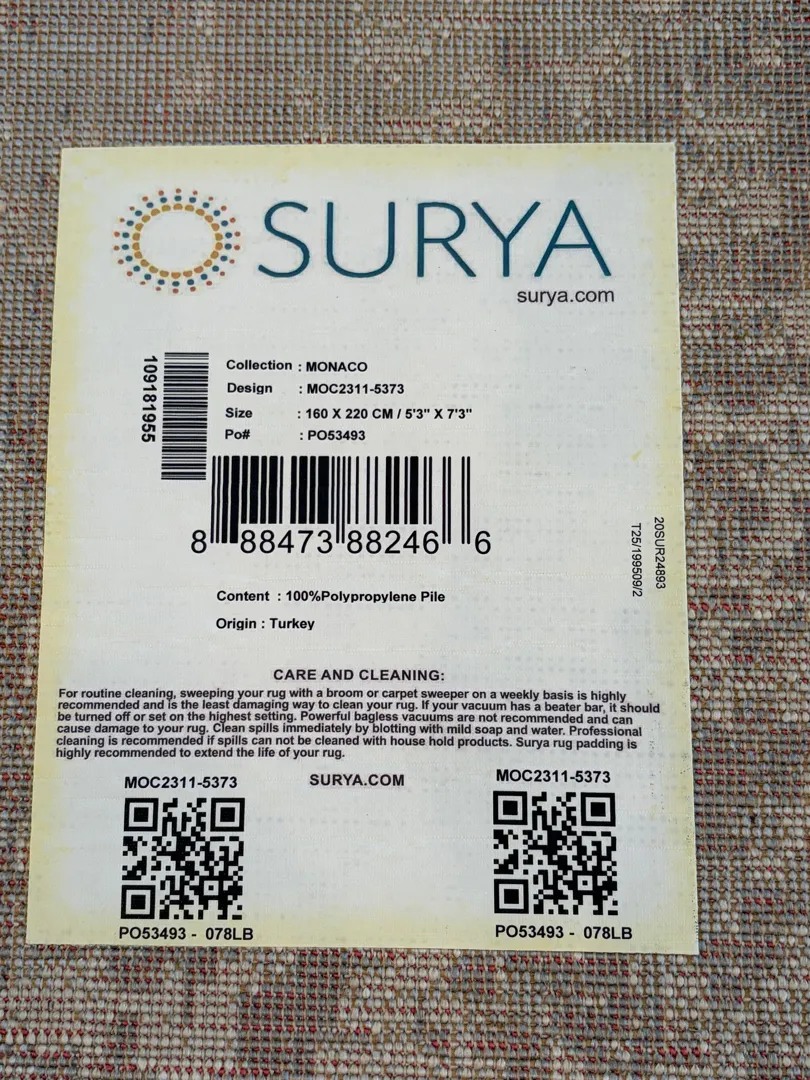 SURYA
surya.com
109181955
Collection : MONACO
Design : MOC2311-5373
Size : 160 X 220 CM / 5'3" X 7'3"
Po# : PO53493
8 88473 88246 6
20SUR24893
T25/199509/2
Content : 100%Polypropylene Pile
Origin : Turkey
CARE AND CLEANING:
For routine cleaning, sweeping your rug with a broom or carpet sweeper on a weekly basis is highly
recommended and is the least damaging way to clean your rug. If your vacuum has a beater bar, it should
be turned off or set on the highest setting. Powerful bagless vacuums are not recommended and can
cause damage to your rug. Clean spills immediately by blotting with mild soap and water. Professional
cleaning is recommended if spills can not be cleaned with house hold products. Surya rug padding is
highly recommended to extend the life of your rug.
MOC2311-5373
SURYA.COM
MOC2311-5373
PO53493 - 078LB
PO53493 - 078LB